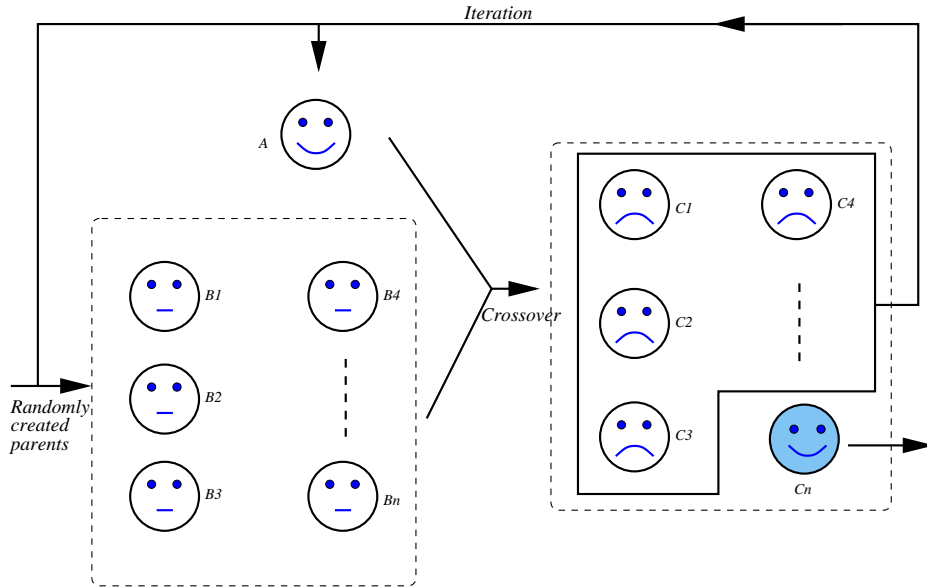 Iteration
A
C1
C4
B1
B4
Crossover
C2
B2
Randomly
created
parents
C3
B3
Bn
Cn